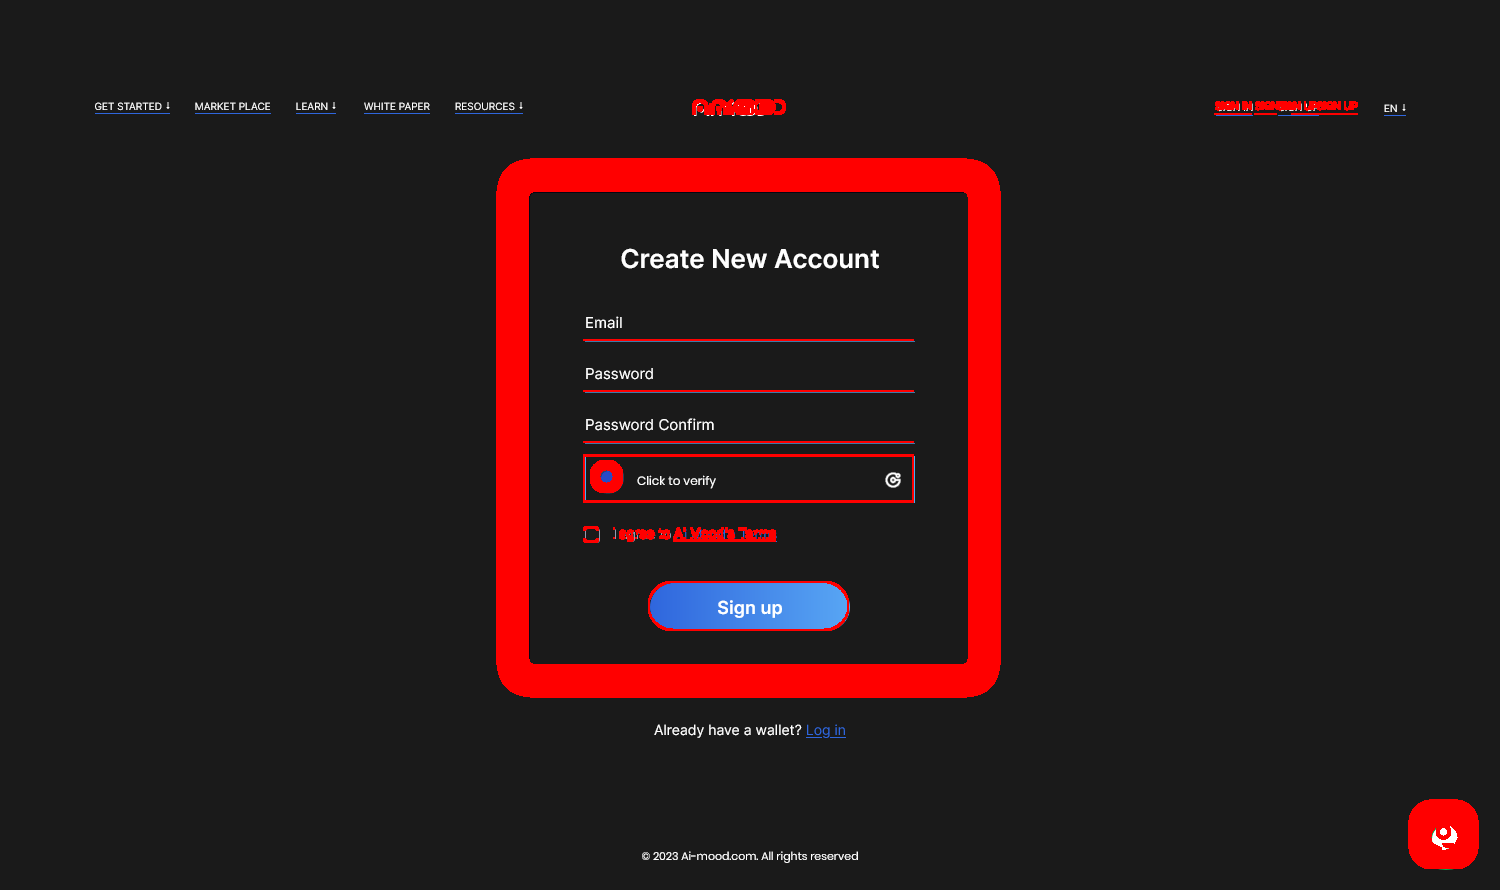 GET STARTED ↓ MARKET PLACE LEARN ↓ WHITE PAPER RESOURCES ↓ SIGN IN SIGN UP EN ↓
Create New Account
Email
Password
Password Confirm
Click to verify
I agree to Ai Mood's Terms
Sign up
Already have a wallet? Log in
© 2023 Ai-mood.com. All rights reserved